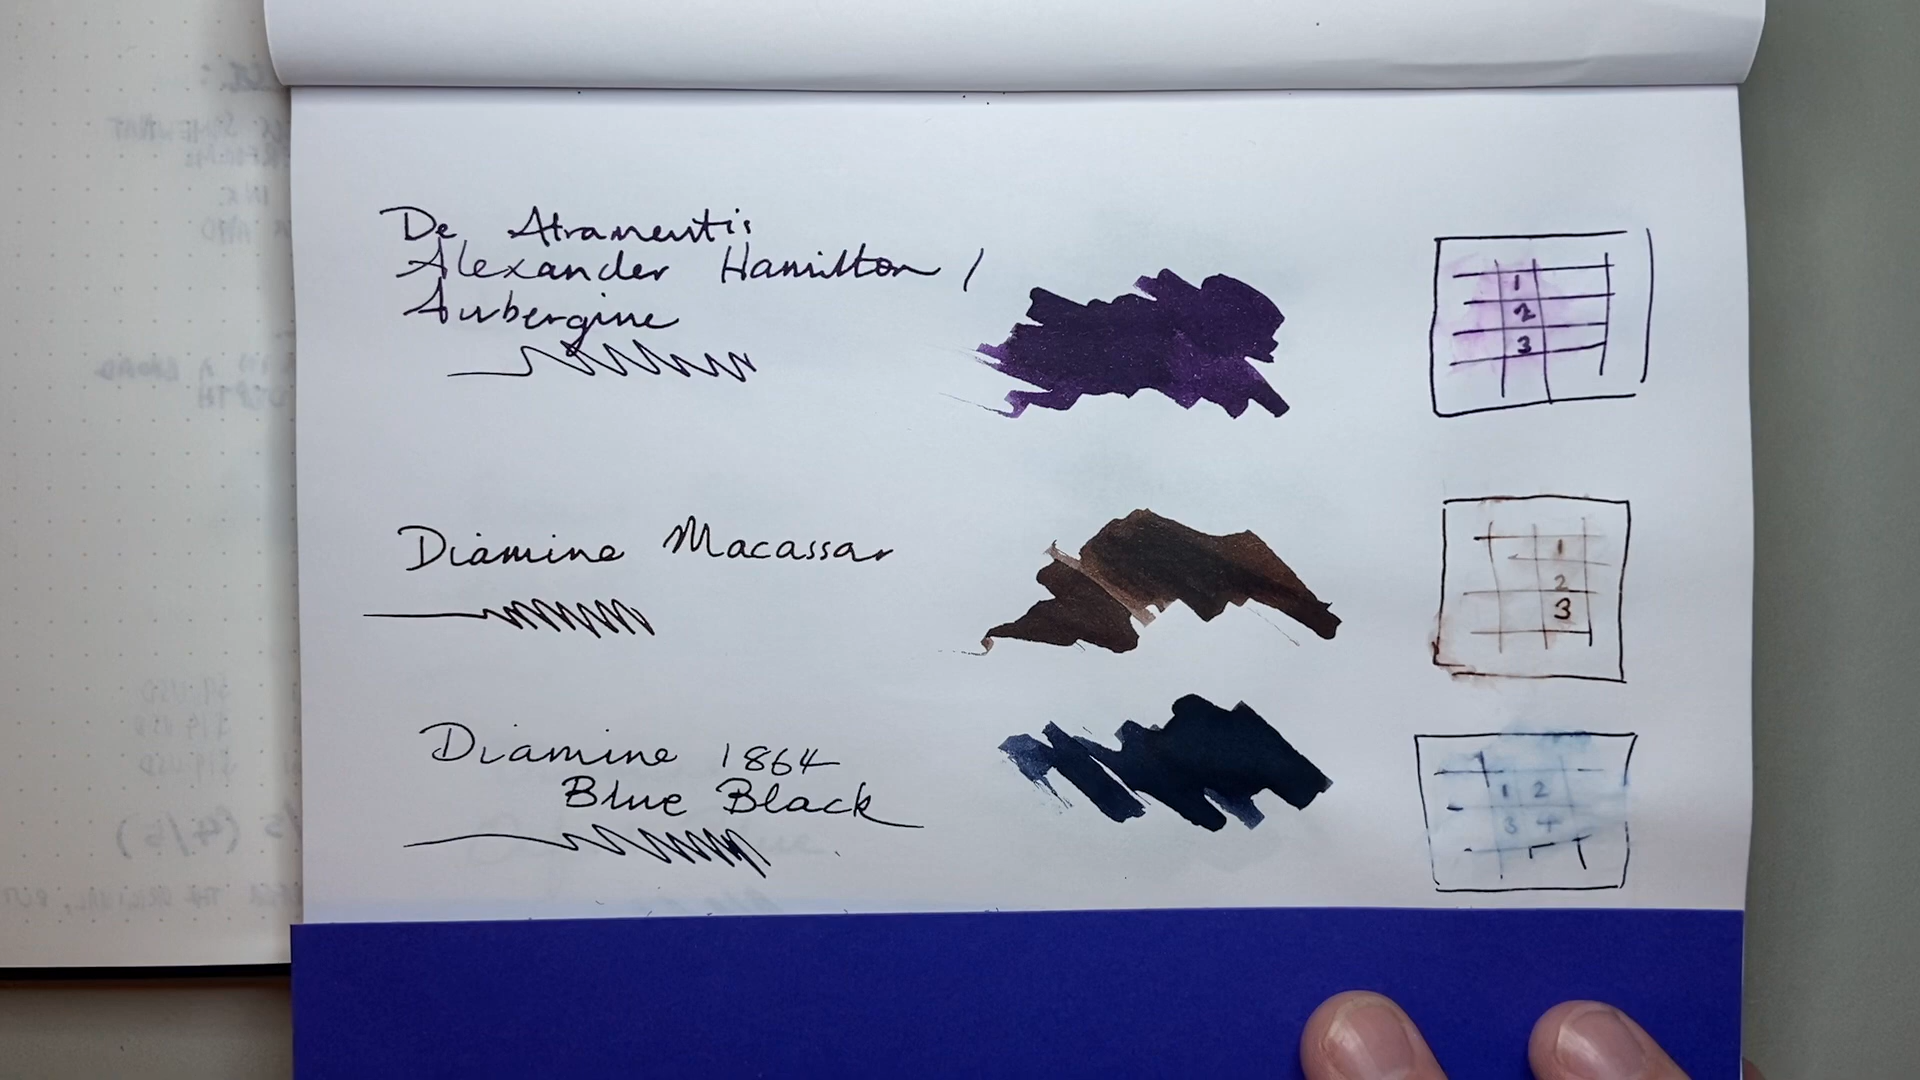 De Atramentis
Alexander Hamilton /
Aubergine
1
2
3
Diamine Macassar
1
2
3
Diamine 1864
Blue Black
1 2
3 4